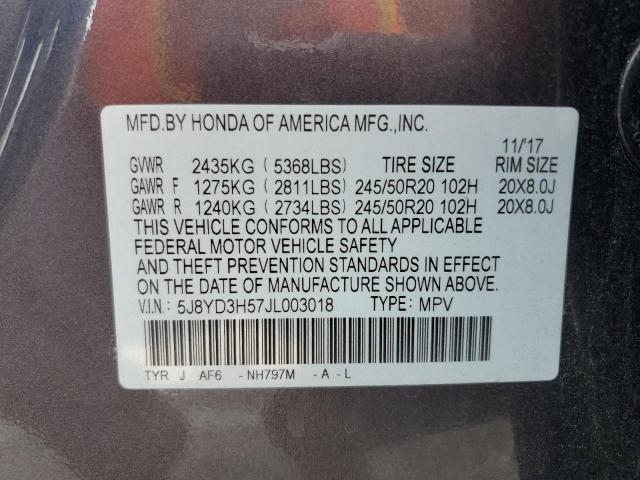 MFD.BY HONDA OF AMERICA MFG.,INC.
11/'17
GVWR 2435KG ( 5368LBS) TIRE SIZE RIM SIZE
GAWR F 1275KG ( 2811LBS) 245/50R20 102H 20X8.0J
GAWR R 1240KG ( 2734LBS) 245/50R20 102H 20X8.0J
THIS VEHICLE CONFORMS TO ALL APPLICABLE
FEDERAL MOTOR VEHICLE SAFETY
AND THEFT PREVENTION STANDARDS IN EFFECT
ON THE DATE OF MANUFACTURE SHOWN ABOVE.
V.I.N.: 5J8YD3H57JL003018 TYPE: MPV
TYR J AF6 -NH797M -A-L